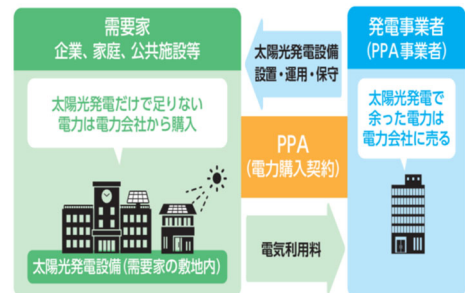 需要家
企業、家庭、公共施設等
太陽光発電だけで足りない
電力は電力会社から購入
太陽光発電設備(需要家の敷地内)
太陽光発電設備
設置・運用・保守
PPA
(電力購入契約)
電気利用料
発電事業者
(PPA事業者)
太陽光発電で
余った電力は
電力会社に売る